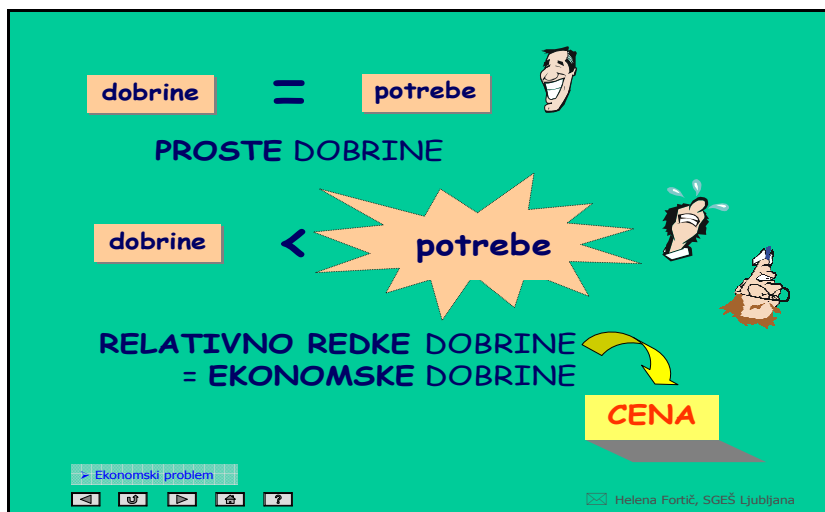 dobrine = potrebe
PROSTE DOBRINE
dobrine < potrebe
RELATIVNO REDKE DOBRINE
= EKONOMSKE DOBRINE
CENA
➢ Ekonomski problem
?
Helena Fortič, SGEŠ Ljubljana